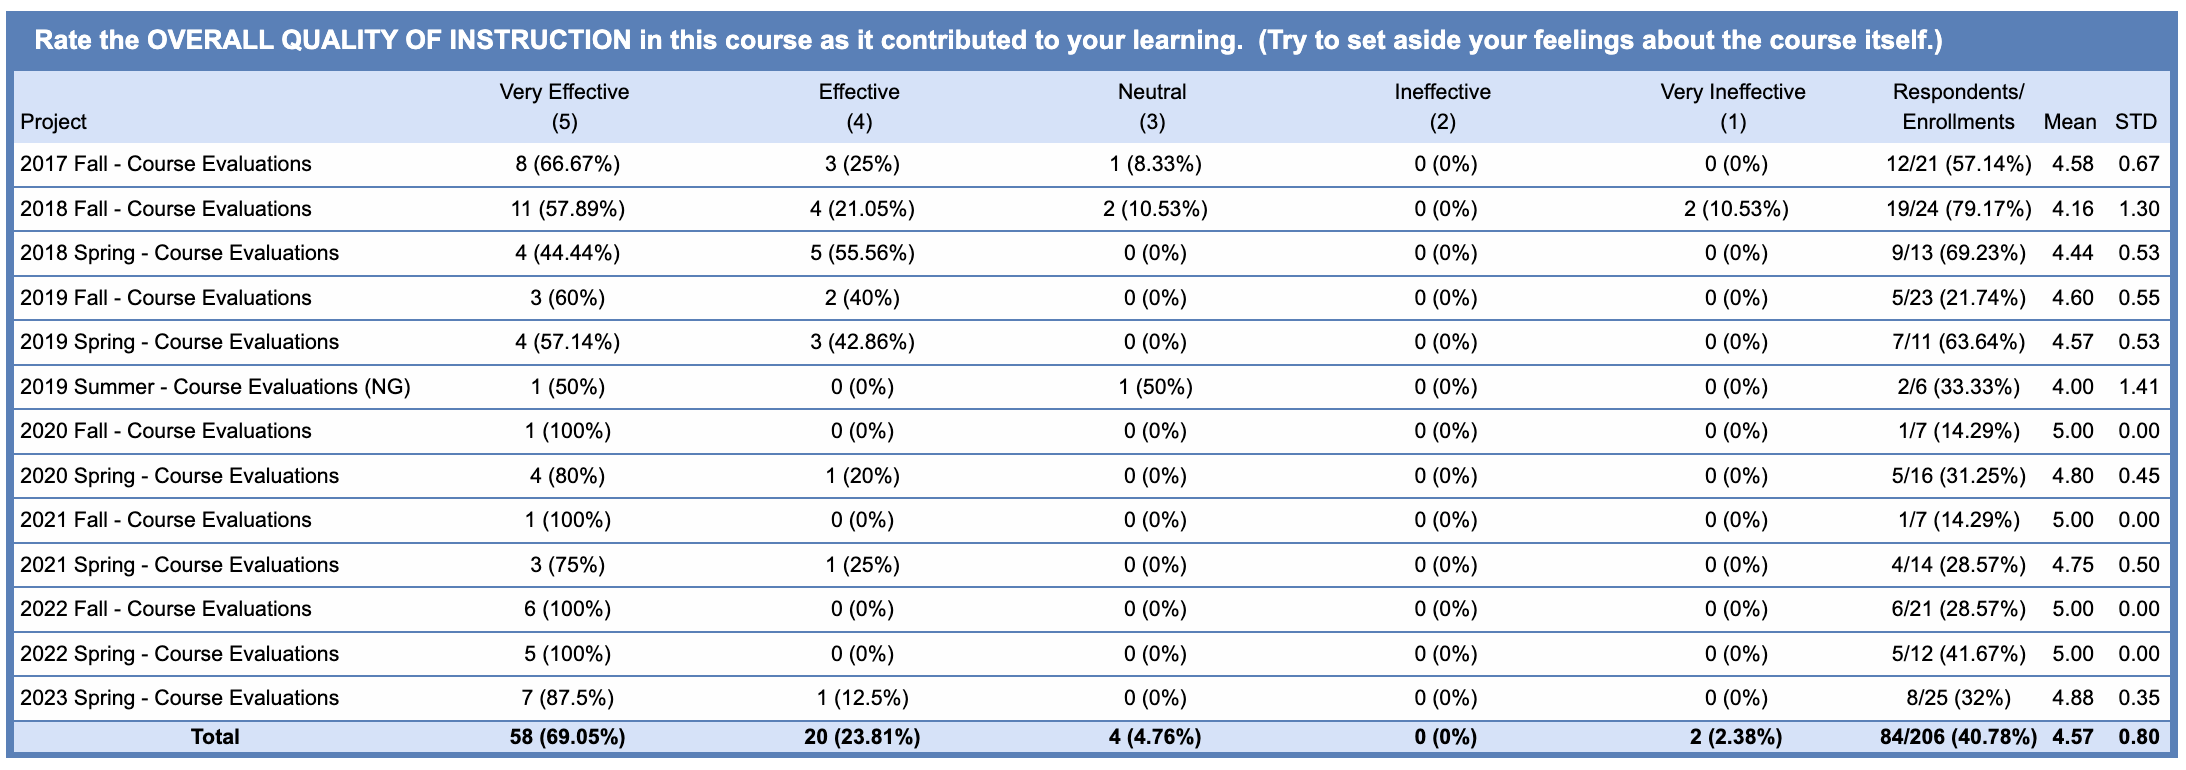 Rate the OVERALL QUALITY OF INSTRUCTION in this course as it contributed to your learning.  (Try to set aside your feelings about the course itself.)
Very Effective Effective Neutral Ineffective Very Ineffective Respondents/
Project (5) (4) (3) (2) (1) Enrollments Mean STD
2017 Fall - Course Evaluations 8 (66.67%) 3 (25%) 1 (8.33%) 0 (0%) 0 (0%) 12/21 (57.14%) 4.58 0.67
2018 Fall - Course Evaluations 11 (57.89%) 4 (21.05%) 2 (10.53%) 0 (0%) 2 (10.53%) 19/24 (79.17%) 4.16 1.30
2018 Spring - Course Evaluations 4 (44.44%) 5 (55.56%) 0 (0%) 0 (0%) 0 (0%) 9/13 (69.23%) 4.44 0.53
2019 Fall - Course Evaluations 3 (60%) 2 (40%) 0 (0%) 0 (0%) 0 (0%) 5/23 (21.74%) 4.60 0.55
2019 Spring - Course Evaluations 4 (57.14%) 3 (42.86%) 0 (0%) 0 (0%) 0 (0%) 7/11 (63.64%) 4.57 0.53
2019 Summer - Course Evaluations (NG) 1 (50%) 0 (0%) 1 (50%) 0 (0%) 0 (0%) 2/6 (33.33%) 4.00 1.41
2020 Fall - Course Evaluations 1 (100%) 0 (0%) 0 (0%) 0 (0%) 0 (0%) 1/7 (14.29%) 5.00 0.00
2020 Spring - Course Evaluations 4 (80%) 1 (20%) 0 (0%) 0 (0%) 0 (0%) 5/16 (31.25%) 4.80 0.45
2021 Fall - Course Evaluations 1 (100%) 0 (0%) 0 (0%) 0 (0%) 0 (0%) 1/7 (14.29%) 5.00 0.00
2021 Spring - Course Evaluations 3 (75%) 1 (25%) 0 (0%) 0 (0%) 0 (0%) 4/14 (28.57%) 4.75 0.50
2022 Fall - Course Evaluations 6 (100%) 0 (0%) 0 (0%) 0 (0%) 0 (0%) 6/21 (28.57%) 5.00 0.00
2022 Spring - Course Evaluations 5 (100%) 0 (0%) 0 (0%) 0 (0%) 0 (0%) 5/12 (41.67%) 5.00 0.00
2023 Spring - Course Evaluations 7 (87.5%) 1 (12.5%) 0 (0%) 0 (0%) 0 (0%) 8/25 (32%) 4.88 0.35
Total 58 (69.05%) 20 (23.81%) 4 (4.76%) 0 (0%) 2 (2.38%) 84/206 (40.78%) 4.57 0.80